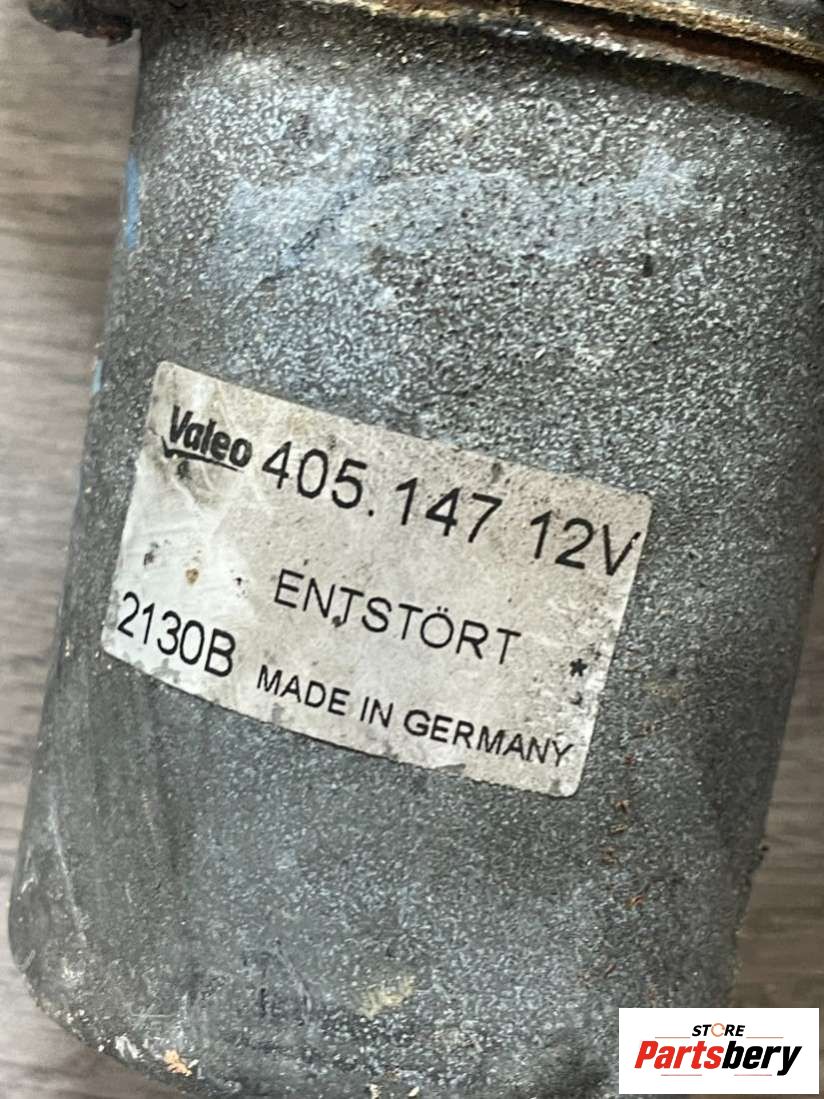 Valeo 405.147 12V
ENTSTÖRT
*
2130B MADE IN GERMANY
STORE
Partsbery